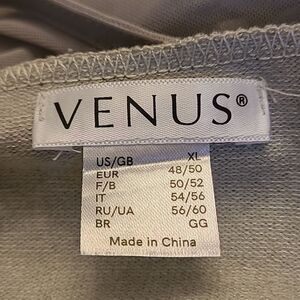 VENUS®
US/GB XL
EUR 48/50
F/B 50/52
IT 54/56
RU/UA 56/60
BR GG
Made in China